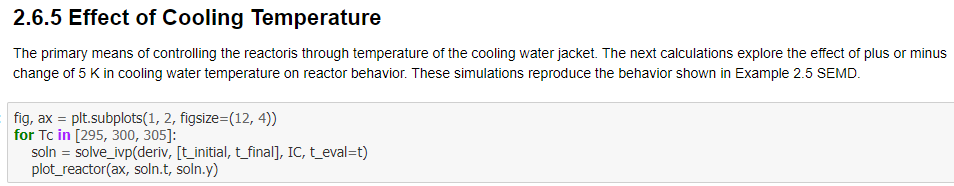 2.6.5 Effect of Cooling Temperature
The primary means of controlling the reactoris through temperature of the cooling water jacket. The next calculations explore the effect of plus or minus
change of 5 K in cooling water temperature on reactor behavior. These simulations reproduce the behavior shown in Example 2.5 SEMD.
fig, ax = plt.subplots(1, 2, figsize=(12, 4))
for Tc in [295, 300, 305]:
    soln = solve_ivp(deriv, [t_initial, t_final], IC, t_eval=t)
    plot_reactor(ax, soln.t, soln.y)